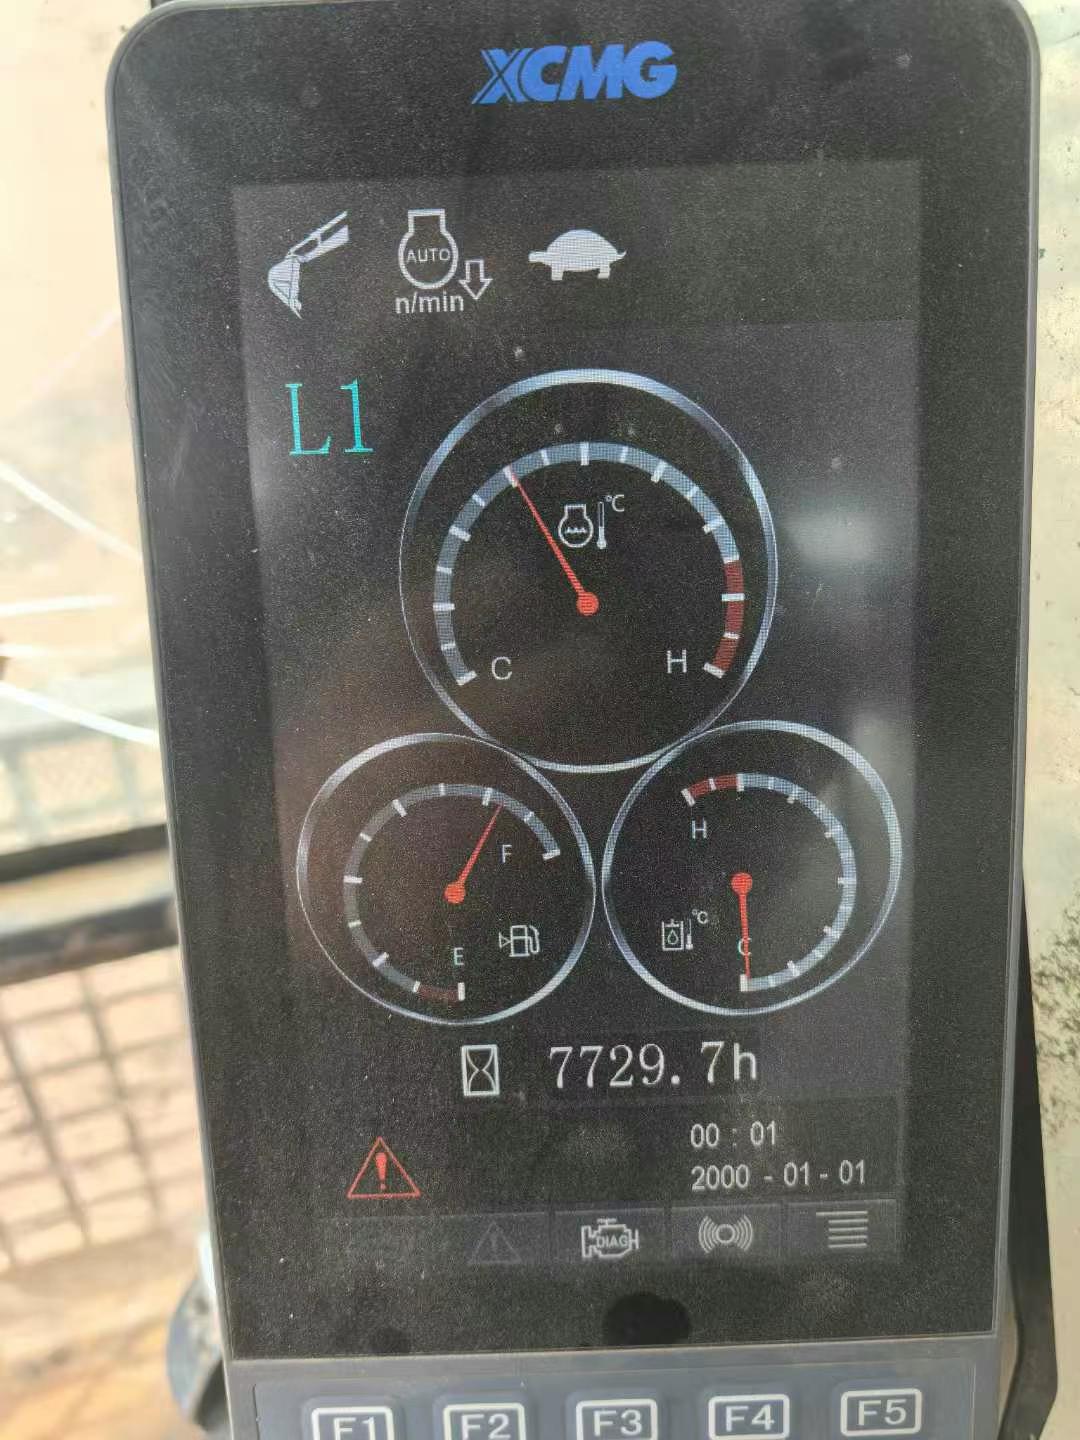 XCMG
AUTO
n/min
L1
°C
C
H
F
E
H
°C
C
7729.7h
00 : 01
2000 - 01 - 01
DIAG
F1
F2
F3
F4
F5